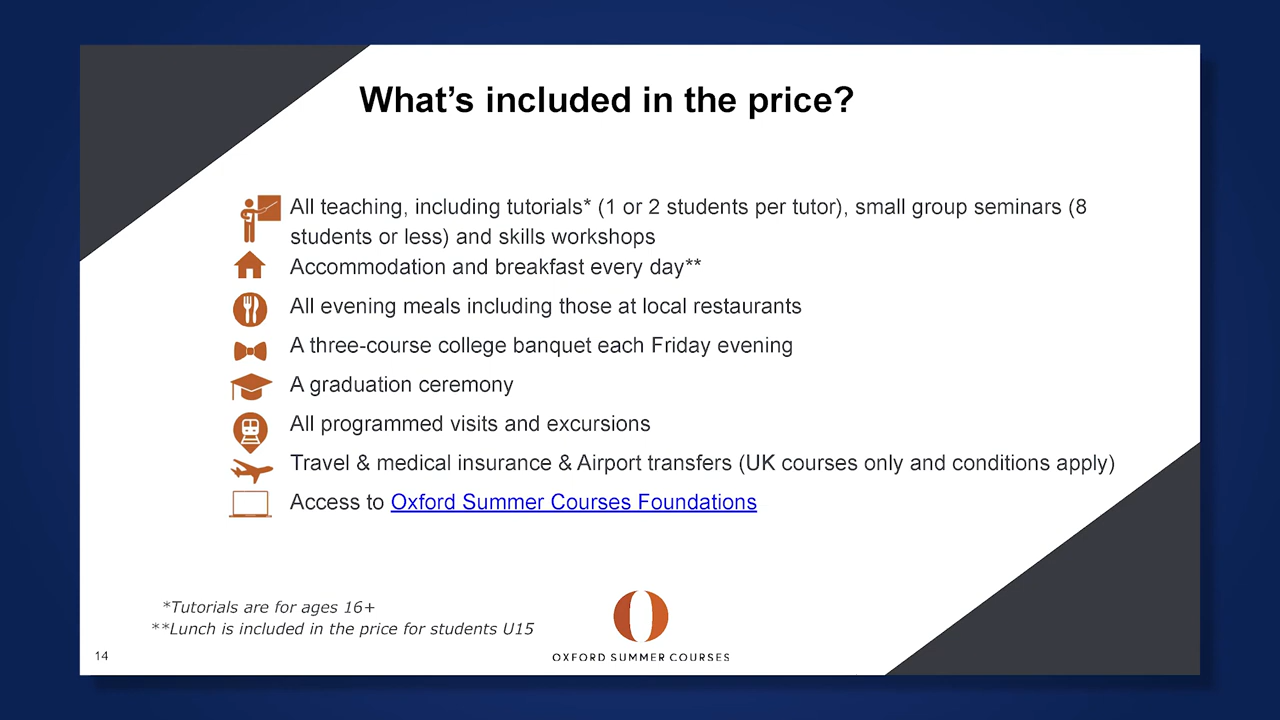 What’s included in the price?
All teaching, including tutorials* (1 or 2 students per tutor), small group seminars (8
students or less) and skills workshops
Accommodation and breakfast every day**
All evening meals including those at local restaurants
A three-course college banquet each Friday evening
A graduation ceremony
All programmed visits and excursions
Travel & medical insurance & Airport transfers (UK courses only and conditions apply)
Access to Oxford Summer Courses Foundations
*Tutorials are for ages 16+
**Lunch is included in the price for students U15
14
OXFORD SUMMER COURSES